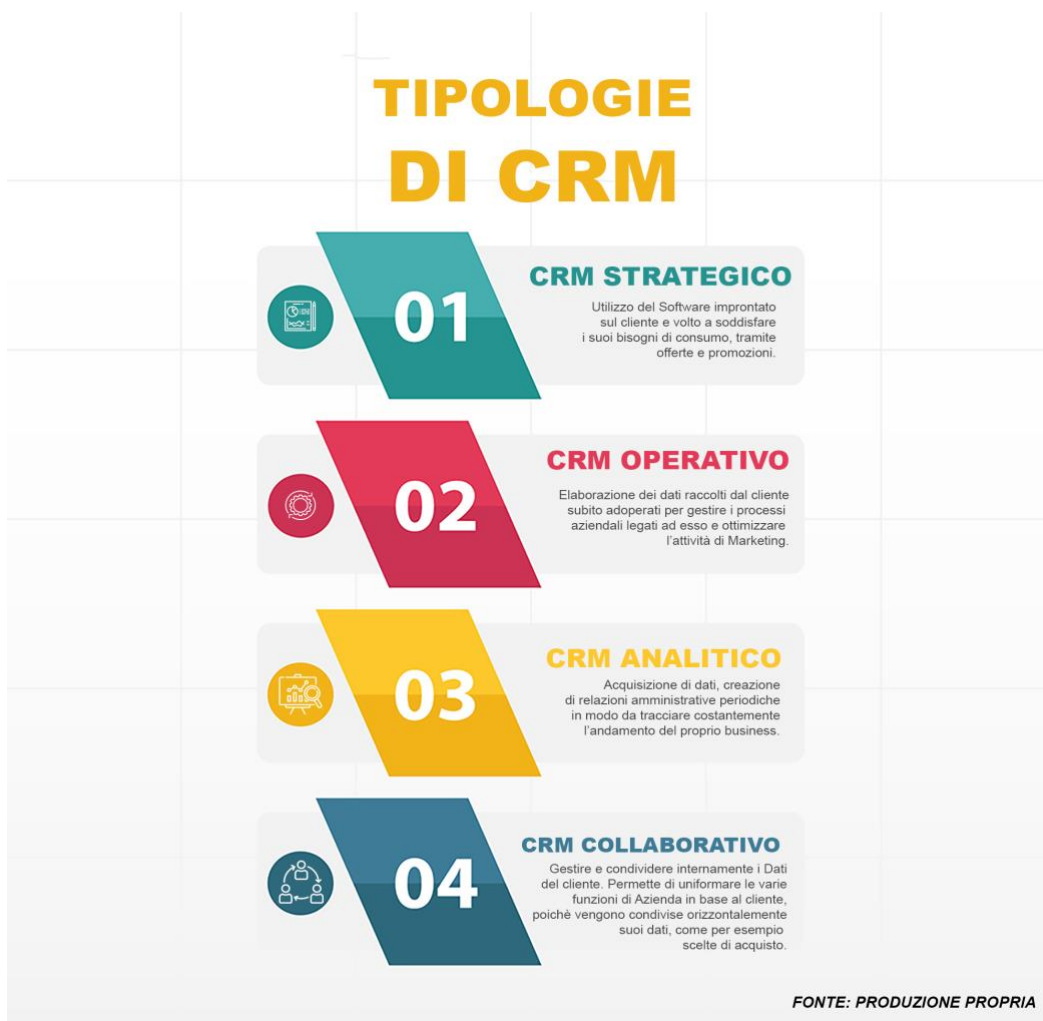 TIPOLOGIE
DI CRM
01
CRM STRATEGICO
Utilizzo del Software improntato
sul cliente e volto a soddisfare
i suoi bisogni di consumo, tramite
offerte e promozioni.
02
CRM OPERATIVO
Elaborazione dei dati raccolti dal cliente
subito adoperati per gestire i processi
aziendali legati ad esso e ottimizzare
l'attività di Marketing.
03
CRM ANALITICO
Acquisizione di dati, creazione
di relazioni amministrative periodiche
in modo da tracciare costantemente
l'andamento del proprio business.
04
CRM COLLABORATIVO
Gestire e condividere internamente i Dati
del cliente. Permette di uniformare le varie
funzioni di Azienda in base al cliente,
poichè vengono condivise orizzontalmente
suoi dati, come per esempio
scelte di acquisto.
FONTE: PRODUZIONE PROPRIA